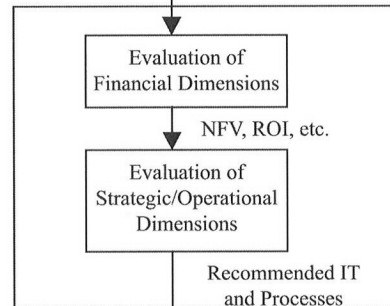 Evaluation of
Financial Dimensions
NFV, ROI, etc.
Evaluation of
Strategic/Operational
Dimensions
Recommended IT
and Processes